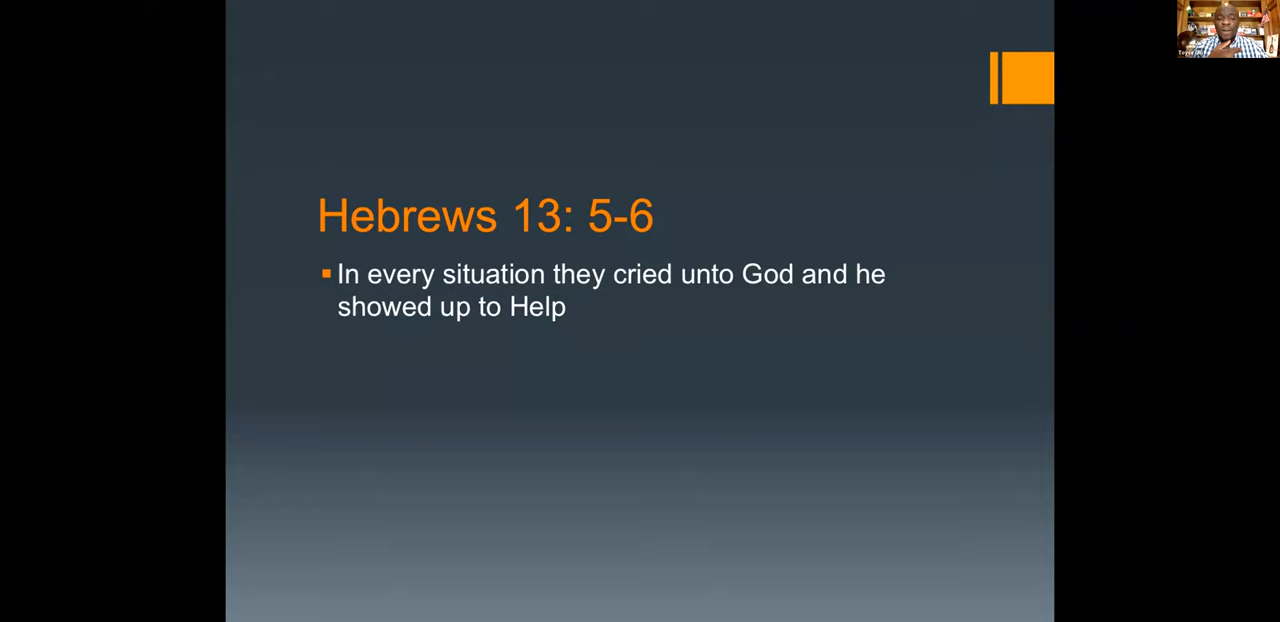 Hebrews 13: 5-6
In every situation they cried unto God and he
showed up to Help